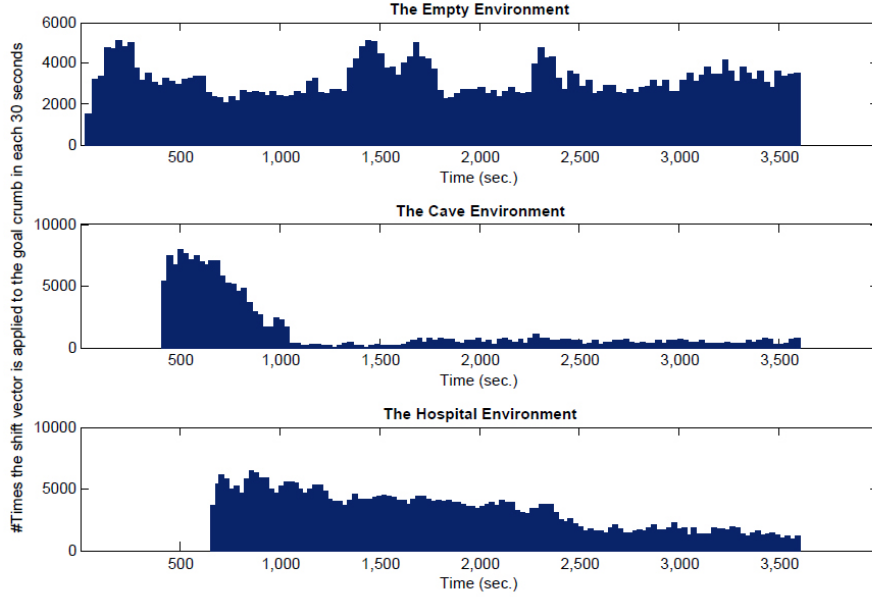 #Times the shift vector is applied to the goal crumb in each 30 seconds
The Empty Environment
6000
4000
2000
0
500 1,000 1,500 2,000 2,500 3,000 3,500
Time (sec.)
The Cave Environment
10000
5000
0
500 1,000 1,500 2,000 2,500 3,000 3,500
Time (sec.)
The Hospital Environment
10000
5000
0
500 1,000 1,500 2,000 2,500 3,000 3,500
Time (sec.)